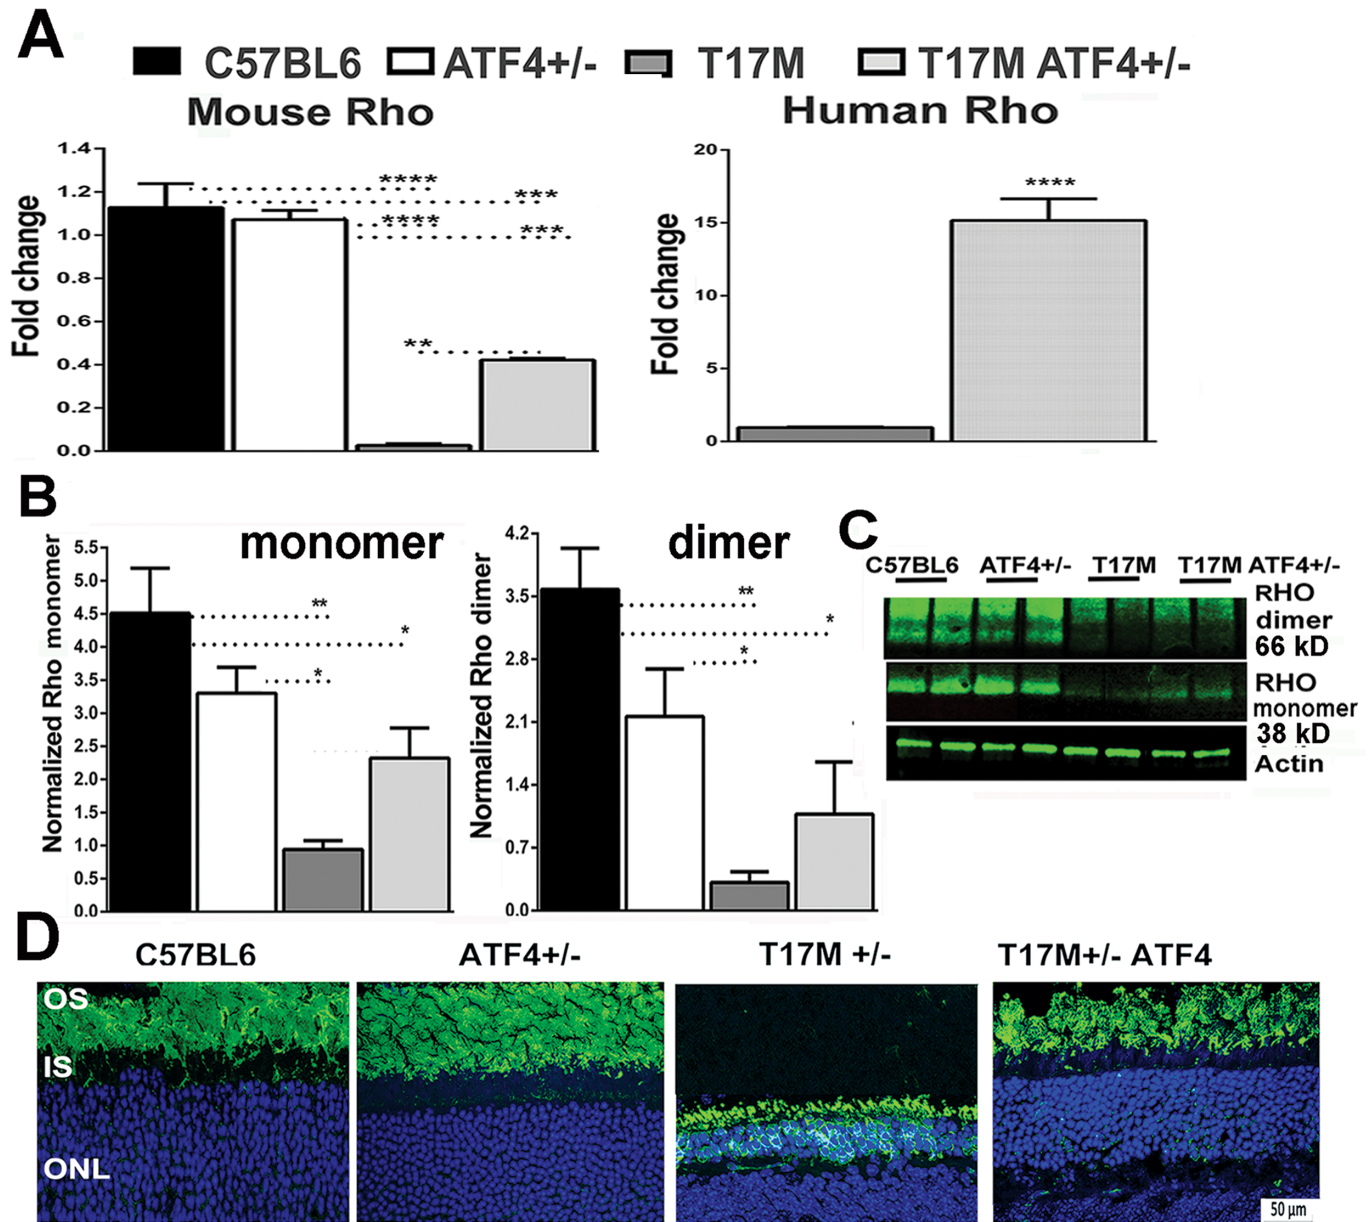 A
C57BL6 ATF4+/- T17M T17M ATF4+/-
Mouse Rho
Human Rho
Fold change
1.4
1.2
1.0
0.8
0.6
0.4
0.2
0.0
****
***
****
***
**
Fold change
20
15
10
5
0
****
B
monomer
Normalized Rho monomer
5.5
5.0
4.5
4.0
3.5
3.0
2.5
2.0
1.5
1.0
0.5
0.0
**
*
*
dimer
Normalized Rho dimer
4.2
3.5
2.8
2.1
1.4
0.7
0.0
**
*
*
C
C57BL6 ATF4+/- T17M T17M ATF4+/-
RHO
dimer
66 kD
RHO
monomer
38 kD
Actin
D
C57BL6 ATF4+/- T17M +/- T17M+/- ATF4
OS
IS
ONL
50 µm